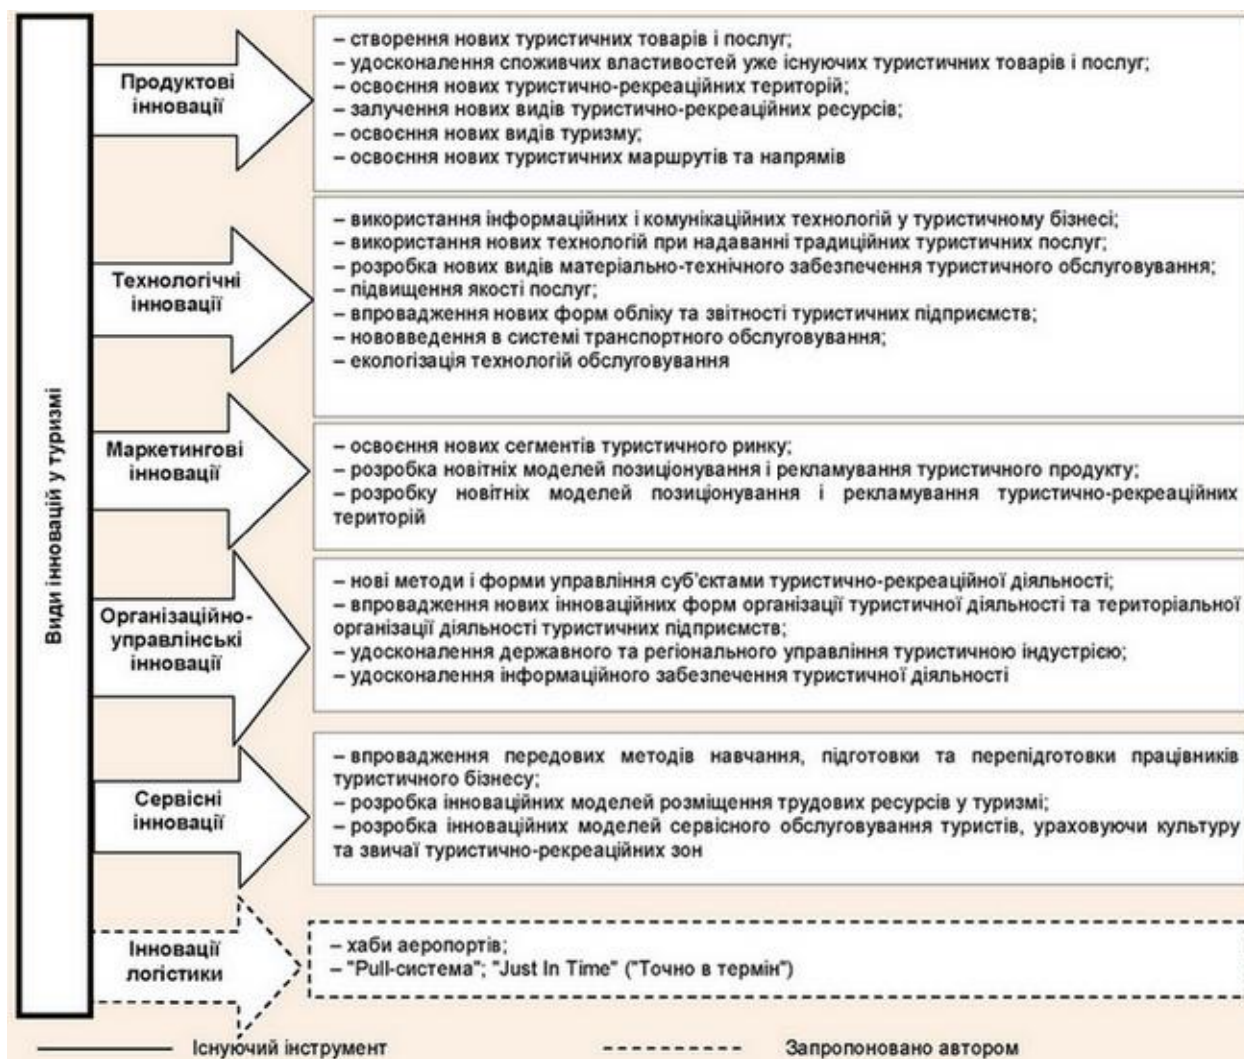 Види інновацій у туризмі
Продуктові
інновації
– створення нових туристичних товарів і послуг;
– удосконалення споживчих властивостей уже існуючих туристичних товарів і послуг;
– освоєння нових туристично-рекреаційних територій;
– залучення нових видів туристично-рекреаційних ресурсів;
– освоєння нових видів туризму;
– освоєння нових туристичних маршрутів та напрямів
Технологічні
інновації
– використання інформаційних і комунікаційних технологій у туристичному бізнесі;
– використання нових технологій при надаванні традиційних туристичних послуг;
– розробка нових видів матеріально-технічного забезпечення туристичного обслуговування;
– підвищення якості послуг;
– впровадження нових форм обліку та звітності туристичних підприємств;
– нововведення в системі транспортного обслуговування;
– екологізація технологій обслуговування
Маркетингові
інновації
– освоєння нових сегментів туристичного ринку;
– розробка новітніх моделей позиціонування і рекламування туристичного продукту;
– розробку новітніх моделей позиціонування і рекламування туристично-рекреаційних
територій
Організаційно-
управлінські
інновації
– нові методи і форми управління суб'єктами туристично-рекреаційної діяльності;
– впровадження нових інноваційних форм організації туристичної діяльності та територіальної
організації діяльності туристичних підприємств;
– удосконалення державного та регіонального управління туристичною індустрією;
– удосконалення інформаційного забезпечення туристичної діяльності
Сервісні
інновації
– впровадження передових методів навчання, підготовки та перепідготовки працівників
туристичного бізнесу;
– розробка інноваційних моделей розміщення трудових ресурсів у туризмі;
– розробка інноваційних моделей сервісного обслуговування туристів, ураховуючи культуру
та звичаї туристично-рекреаційних зон
Інновації
логістики
– хаби аеропортів;
– "Pull-система"; "Just In Time" ("Точно в термін")
Існуючий інструмент
Запропоновано автором